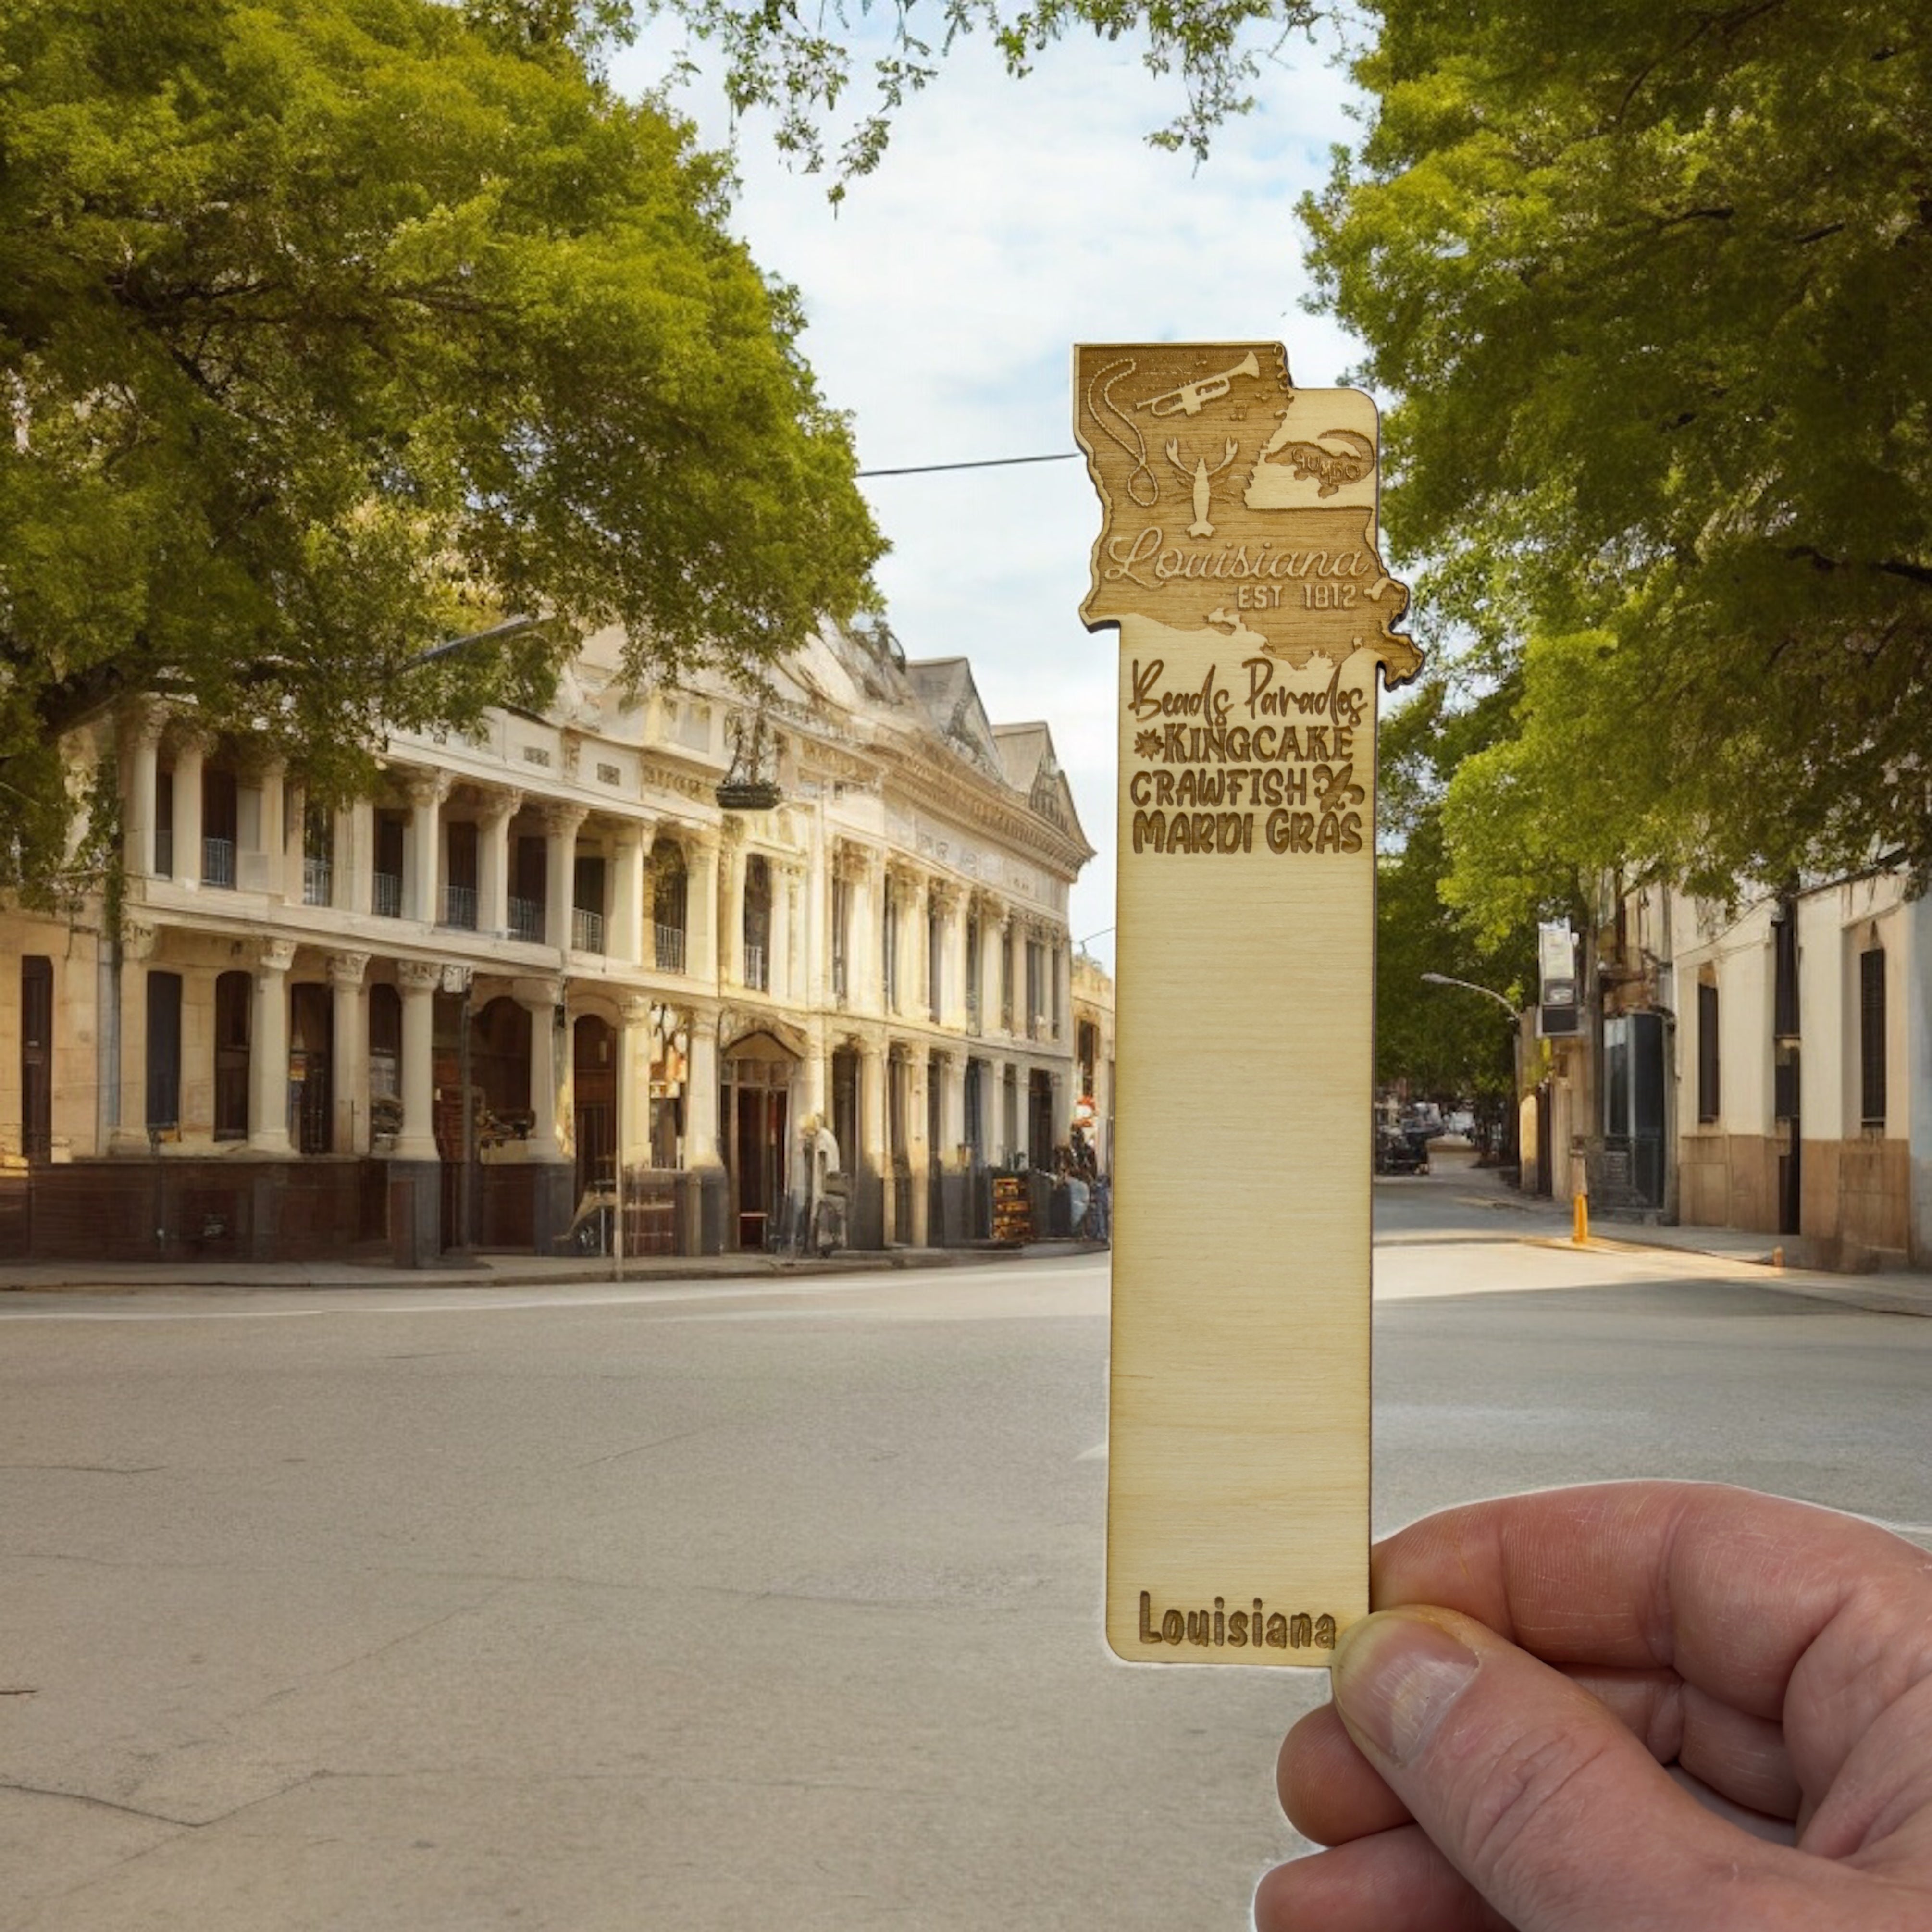 GUMBO
Louisiana
EST 1812
Beads Parades
KINGCAKE
CRAWFISH
MARDI GRAS
Louisiana